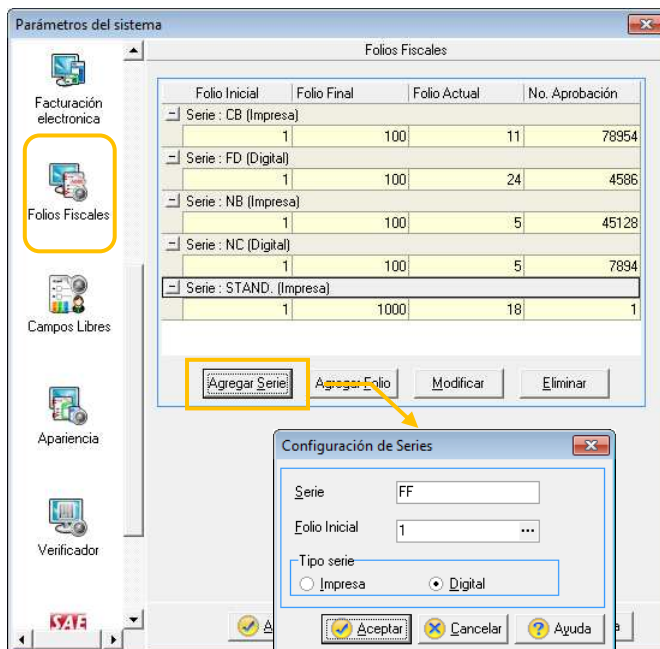 Parámetros del sistema
Folios Fiscales
Facturación
electronica
Folios Fiscales
Campos Libres
Apariencia
Verificador
SAE
Folio Inicial Folio Final Folio Actual No. Aprobación
Serie : CB (Impresa)
1 100 11 78954
Serie : FD (Digital)
1 100 24 4586
Serie : NB (Impresa)
1 100 5 45128
Serie : NC (Digital)
1 100 5 7894
Serie : STAND. (Impresa)
1 1000 18 1
Agregar Serie Agregar Folio Modificar Eliminar
Configuración de Series
Serie FF
Folio Inicial 1 ...
Tipo serie
Impresa Digital
Aceptar Cancelar Ayuda